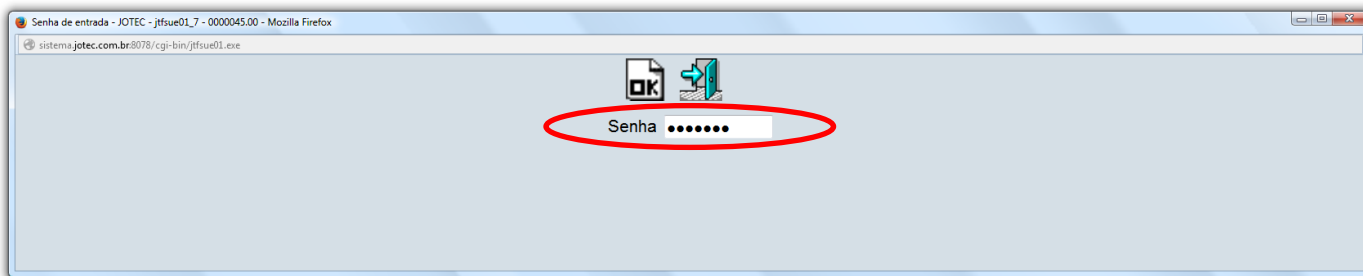 Senha de entrada - JOTEC - jtfsue01_7 - 0000045.00 - Mozilla Firefox
sistema.jotec.com.br:8078/cgi-bin/jtfsue01.exe
OK
Senha •••••••